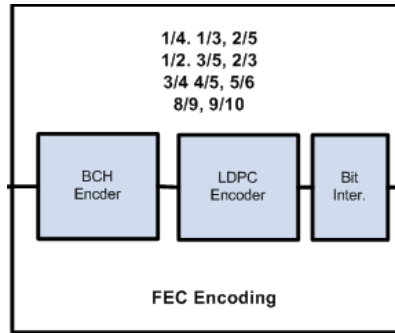 1/4. 1/3, 2/5
1/2. 3/5, 2/3
3/4 4/5, 5/6
8/9, 9/10
BCH
Encder
LDPC
Encoder
Bit
Inter.
FEC Encoding